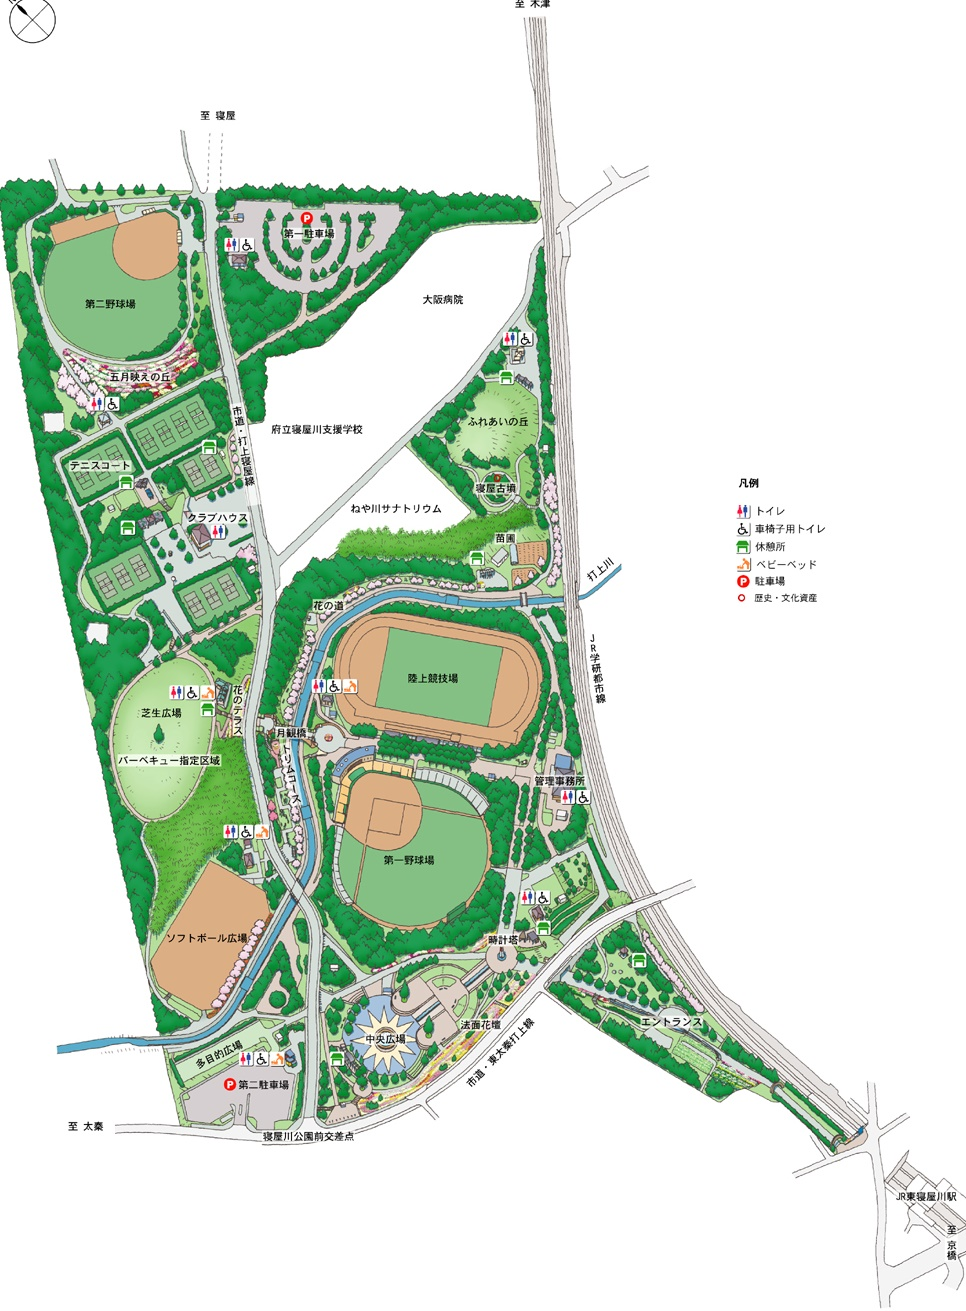 至 木津
至 寝屋
P
第一駐車場
大阪病院
第二野球場
五月映えの丘
市道・打上寝屋線
ふれあいの丘
府立寝屋川支援学校
テニスコート
寝屋古墳
ねや川サナトリウム
クラブハウス
苗圃
打上川
花の道
凡例
トイレ
車椅子用トイレ
休憩所
ベビーベッド
P 駐車場
歴史・文化資産
JR学研都市線
陸上競技場
芝生広場
花のテラス
月観橋
トリムコース
バーベキュー指定区域
管理事務所
第一野球場
ソフトボール広場
時計塔
エントランス
法面花壇
中央広場
多目的広場
市道・東太秦打上線
P 第二駐車場
至 太秦
寝屋川公園前交差点
JR東寝屋川駅
至 京橋